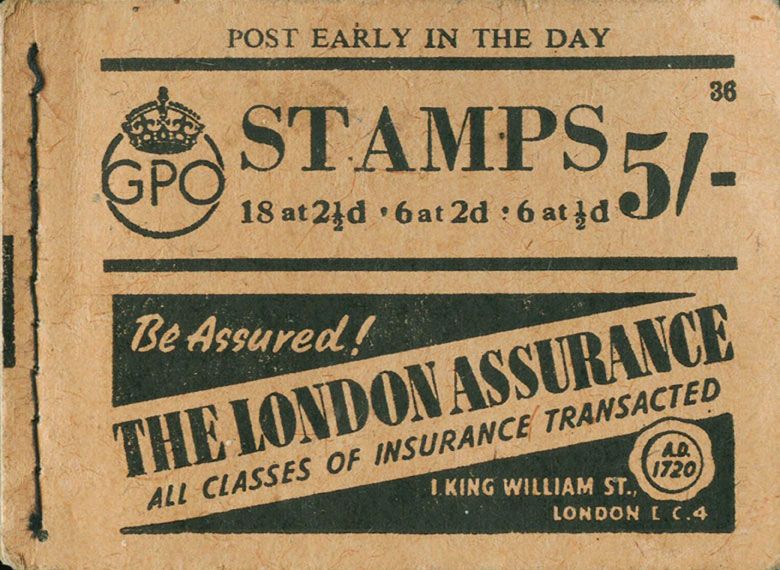 POST EARLY IN THE DAY
36
GPO
STAMPS 5/-
18 at 2½d · 6 at 2d : 6 at ½d
Be Assured!
THE LONDON ASSURANCE
ALL CLASSES OF INSURANCE TRANSACTED
A.D.
1720
1.KING WILLIAM ST.,
LONDON E C.4